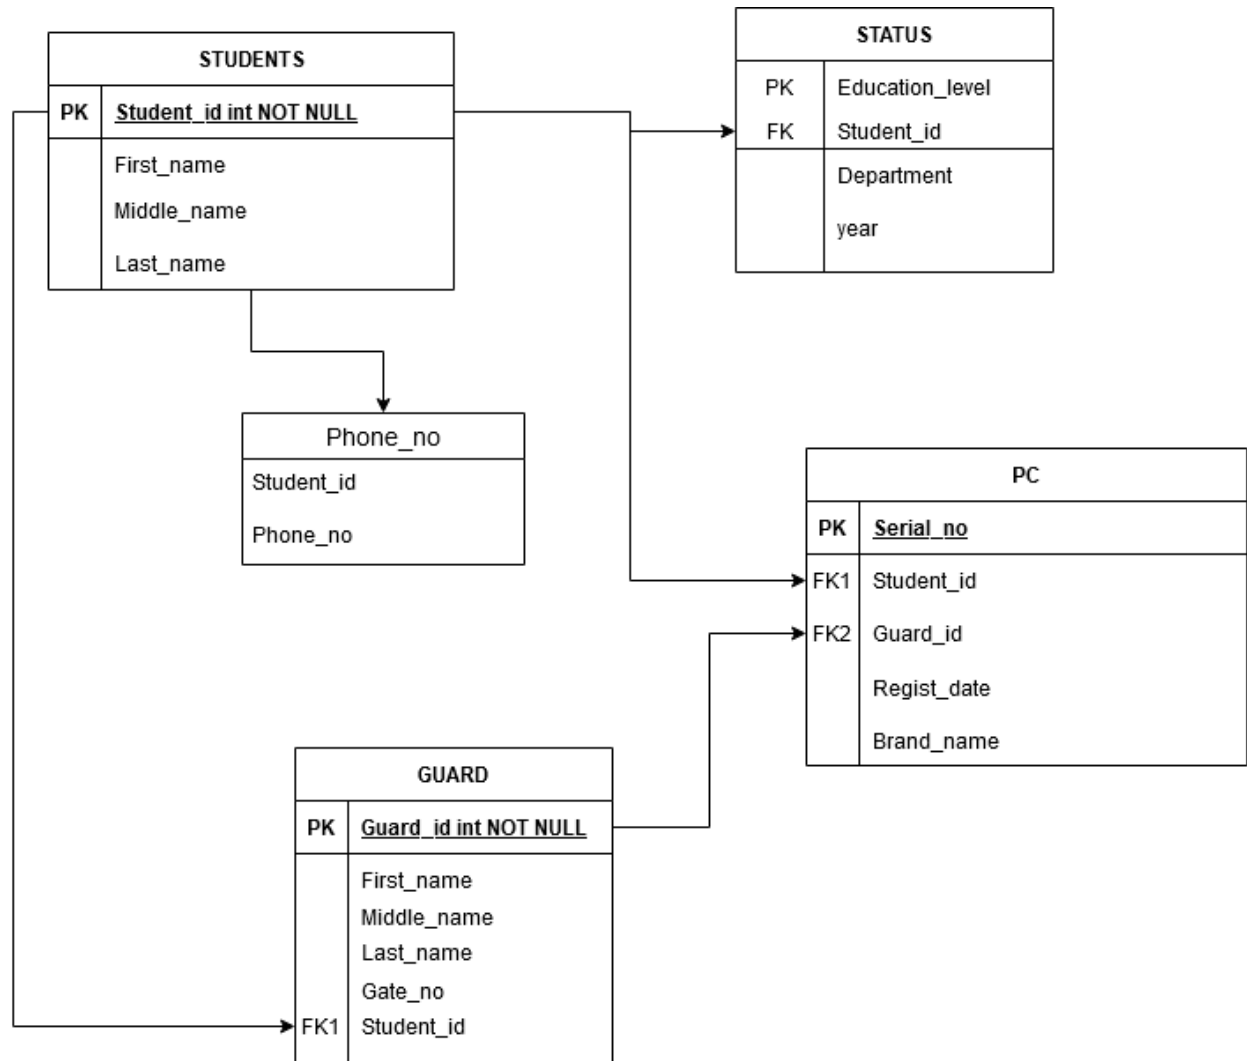 STUDENTS
PK Student_id int NOT NULL
First_name
Middle_name
Last_name
STATUS
PK Education_level
FK Student_id
Department
year
Phone_no
Student_id
Phone_no
PC
PK Serial_no
FK1 Student_id
FK2 Guard_id
Regist_date
Brand_name
GUARD
PK Guard_id int NOT NULL
First_name
Middle_name
Last_name
Gate_no
FK1 Student_id